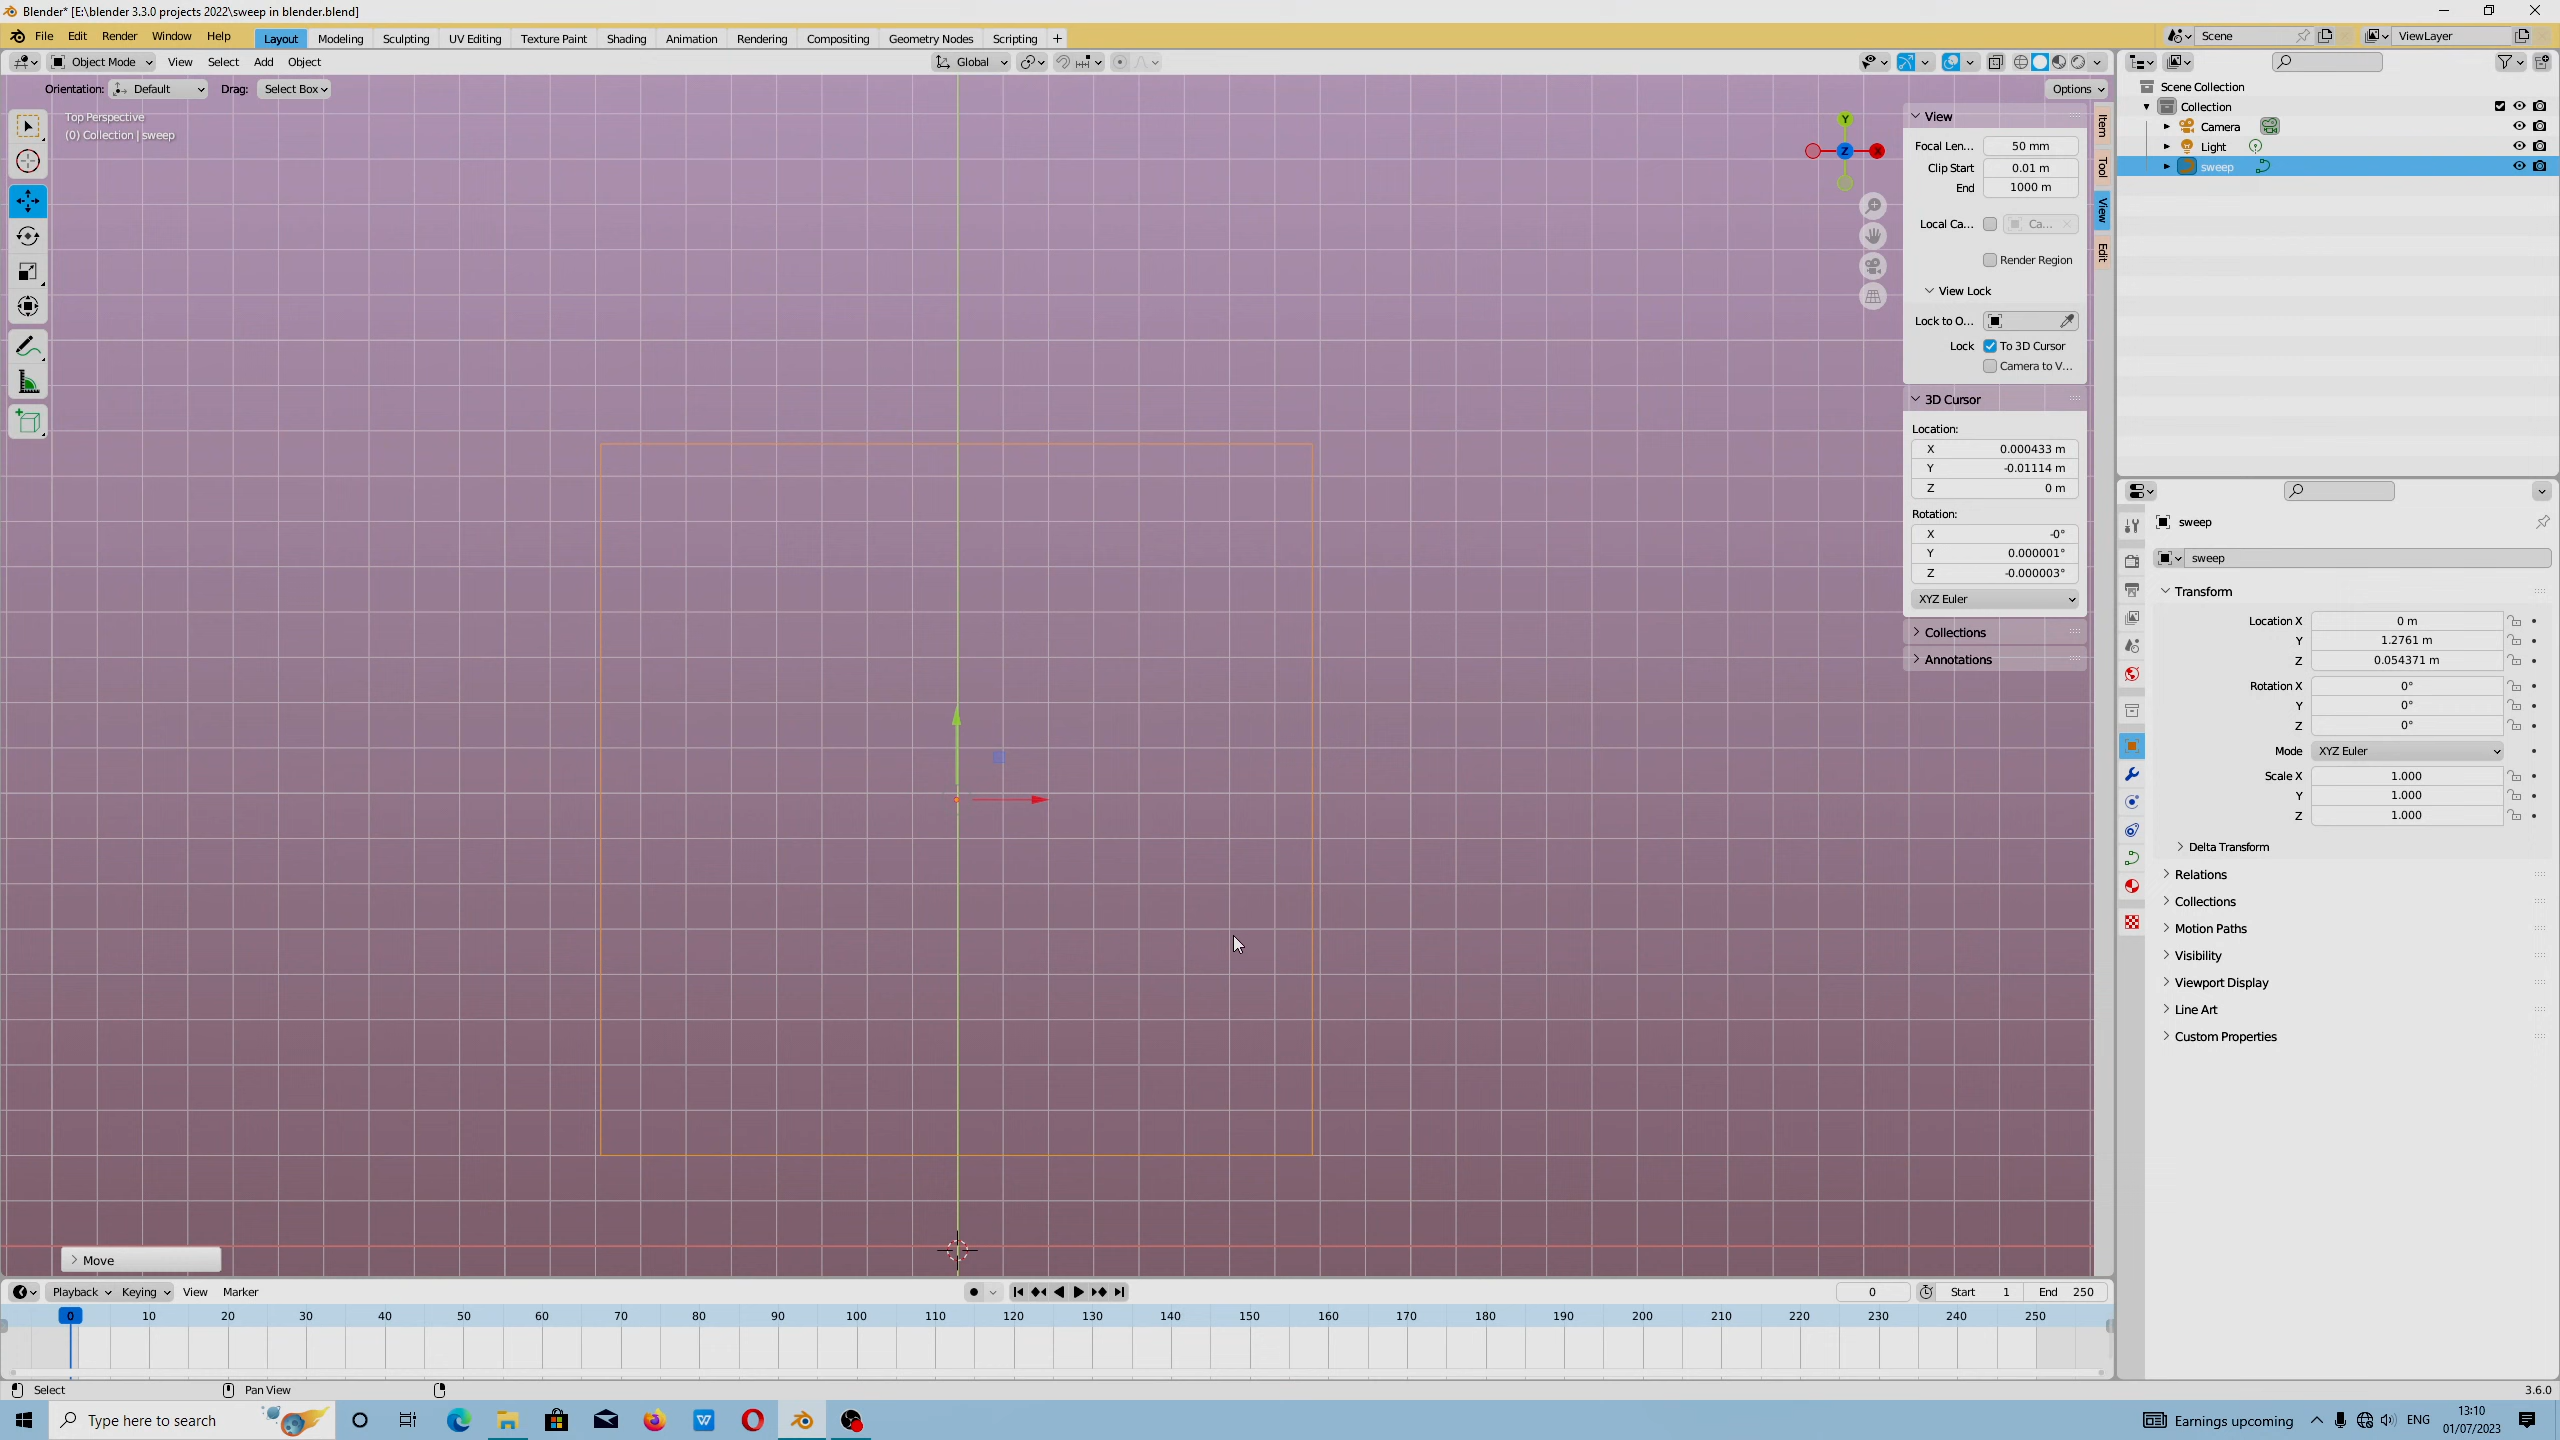 Blender* [E:\blender 3.3.0 projects 2022\sweep in blender.blend]
File Edit Render Window Help Layout Modeling Sculpting UV Editing Texture Paint Shading Animation Rendering Compositing Geometry Nodes Scripting + Scene ViewLayer
Object Mode View Select Add Object Global
Orientation: Default Drag: Select Box Options
Top Perspective
(0) Collection | sweep
Y
X
Z
Item
Tool
View
Edit
View
Focal Len... 50 mm
Clip Start 0.01 m
End 1000 m
Local Ca... Ca...
Render Region
View Lock
Lock to O...
Lock To 3D Cursor
Camera to V...
3D Cursor
Location:
X 0.000433 m
Y -0.01114 m
Z 0 m
Rotation:
X -0°
Y 0.000001°
Z -0.000003°
XYZ Euler
Collections
Annotations
Scene Collection
Collection
Camera
Light
sweep
sweep
sweep
Transform
Location X 0 m
Y 1.2761 m
Z 0.054371 m
Rotation X 0°
Y 0°
Z 0°
Mode XYZ Euler
Scale X 1.000
Y 1.000
Z 1.000
Delta Transform
Relations
Collections
Motion Paths
Visibility
Viewport Display
Line Art
Custom Properties
Move
Playback Keying View Marker 0 Start 1 End 250
0 10 20 30 40 50 60 70 80 90 100 110 120 130 140 150 160 170 180 190 200 210 220 230 240 250
Select Pan View 3.6.0
Type here to search Earnings upcoming ENG 13:10
01/07/2023